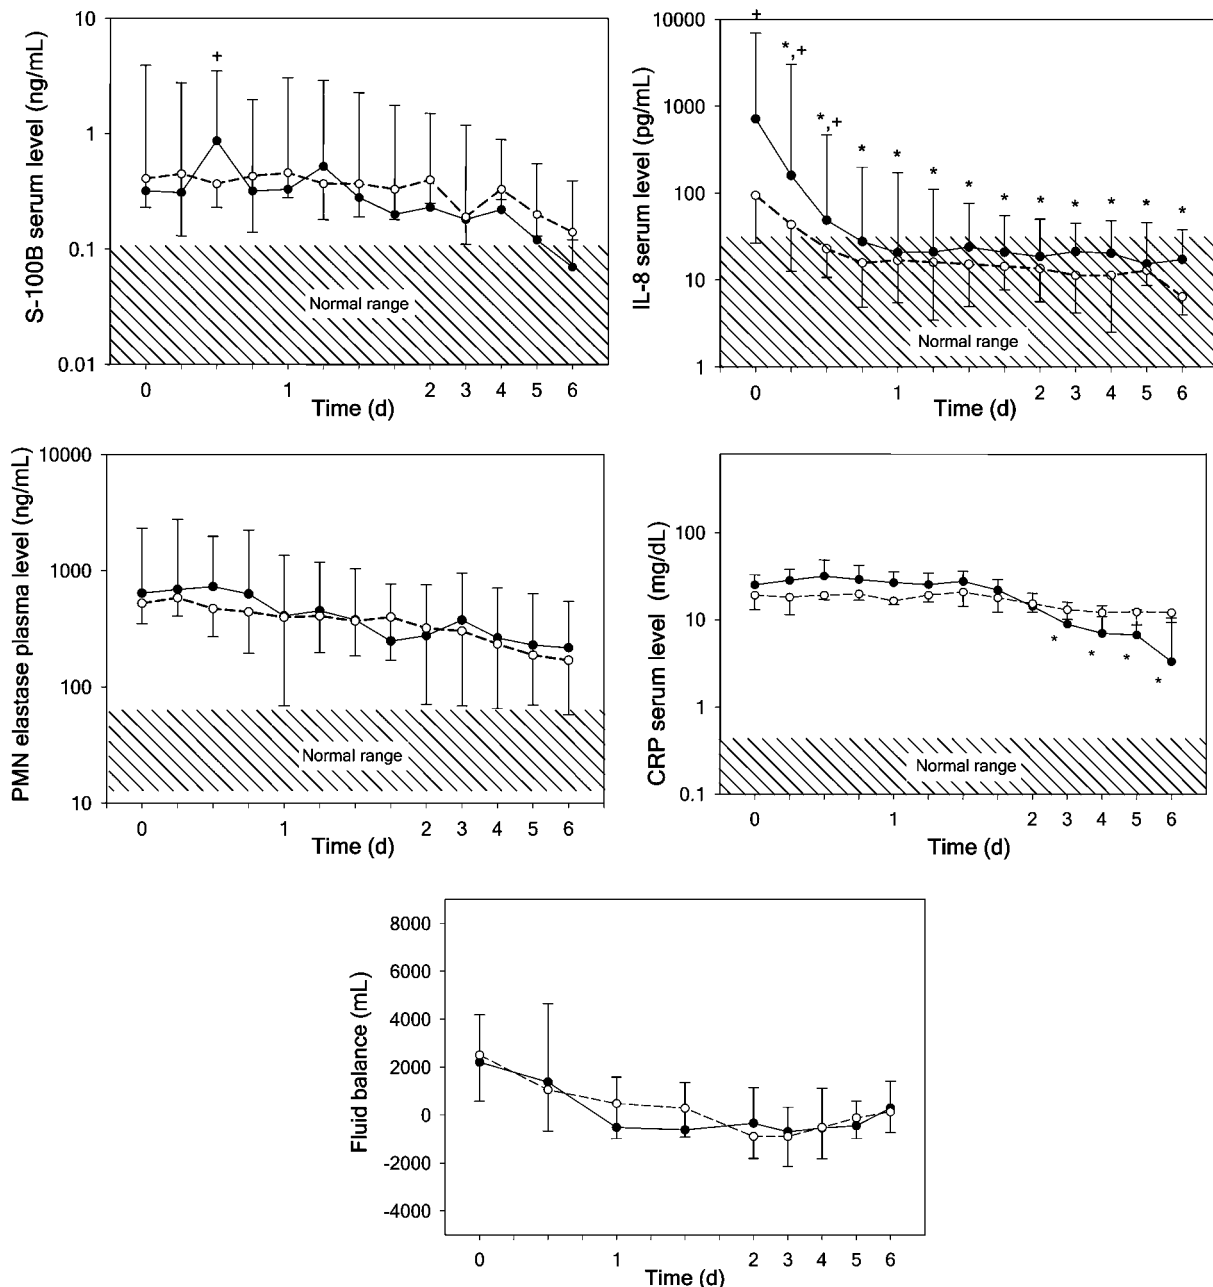 S-100B serum level (ng/mL)
10
1
0.1
0.01
+
Normal range
0 1 2 3 4 5 6
Time (d)
IL-8 serum level (pg/mL)
10000
1000
100
10
1
+
*,+
*,+
* * * * * * * * * *
Normal range
0 1 2 3 4 5 6
Time (d)
PMN elastase plasma level (ng/mL)
10000
1000
100
10
Normal range
0 1 2 3 4 5 6
Time (d)
CRP serum level (mg/dL)
100
10
1
0.1
* * * *
Normal range
0 1 2 3 4 5 6
Time (d)
Fluid balance (mL)
8000
6000
4000
2000
0
-2000
-4000
0 1 2 3 4 5 6
Time (d)